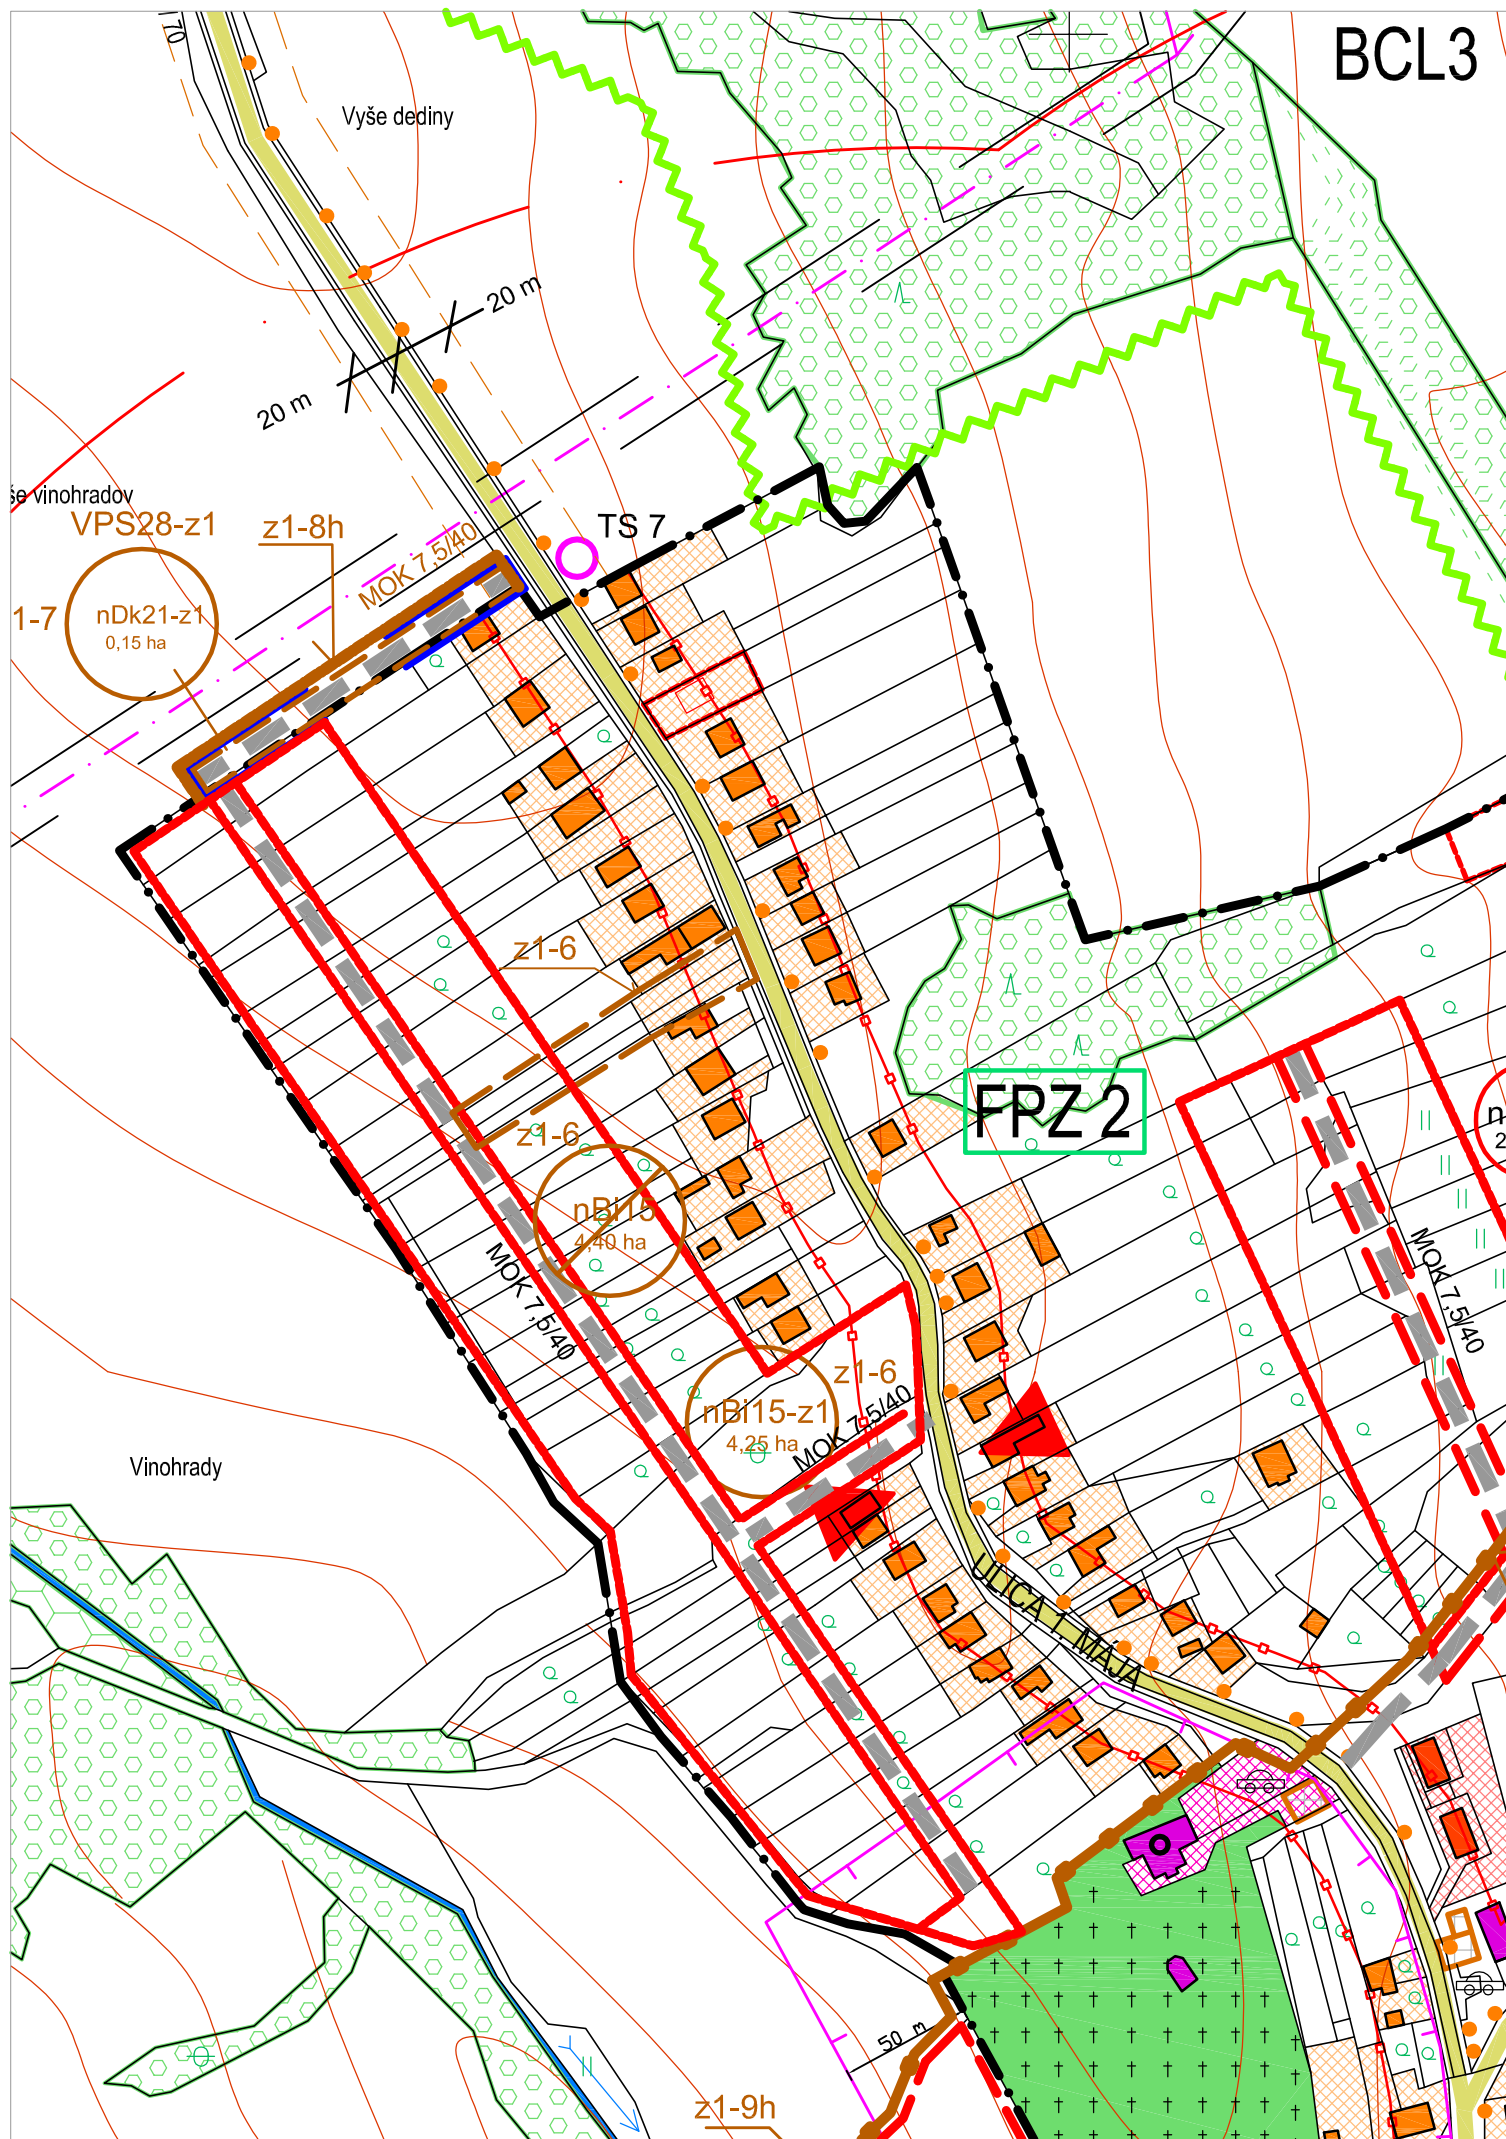 170
BCL3
Vyše dediny
20 m
20 m
še vinohradov
VPS28-z1
z1-8h
MOK 7,5/40
TS 7
1-7
nDk21-z1
0,15 ha
z1-6
FPZ 2
z1-6
n
2
nBi15
4,40 ha
MOK 7,5/40
MOK 7,5/40
z1-6
nBi15-z1
4,25 ha
MOK 7,5/40
Vinohrady
ULICA 1. MÁJA
50 m
z1-9h